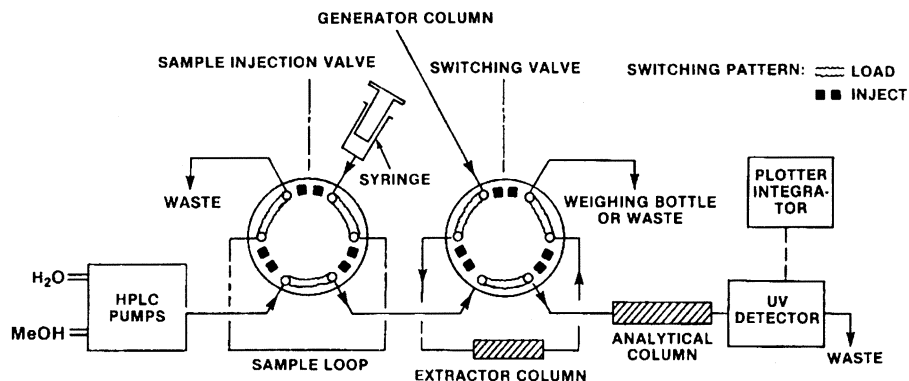 GENERATOR COLUMN
SAMPLE INJECTION VALVE
SWITCHING VALVE
SWITCHING PATTERN:
LOAD
INJECT
SYRINGE
WASTE
WEIGHING BOTTLE
OR WASTE
PLOTTER
INTEGRA-
TOR
H₂O
MeOH
HPLC
PUMPS
SAMPLE LOOP
EXTRACTOR COLUMN
ANALYTICAL
COLUMN
UV
DETECTOR
WASTE